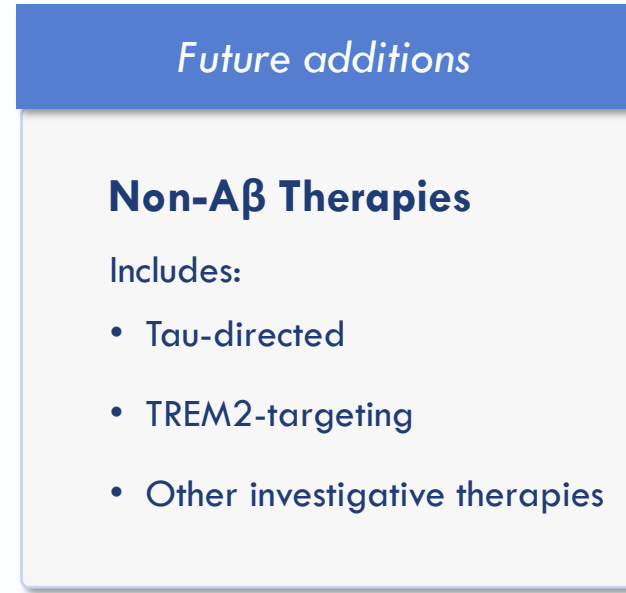 Future additions
Non-Aβ Therapies
Includes:
• Tau-directed
• TREM2-targeting
• Other investigative therapies